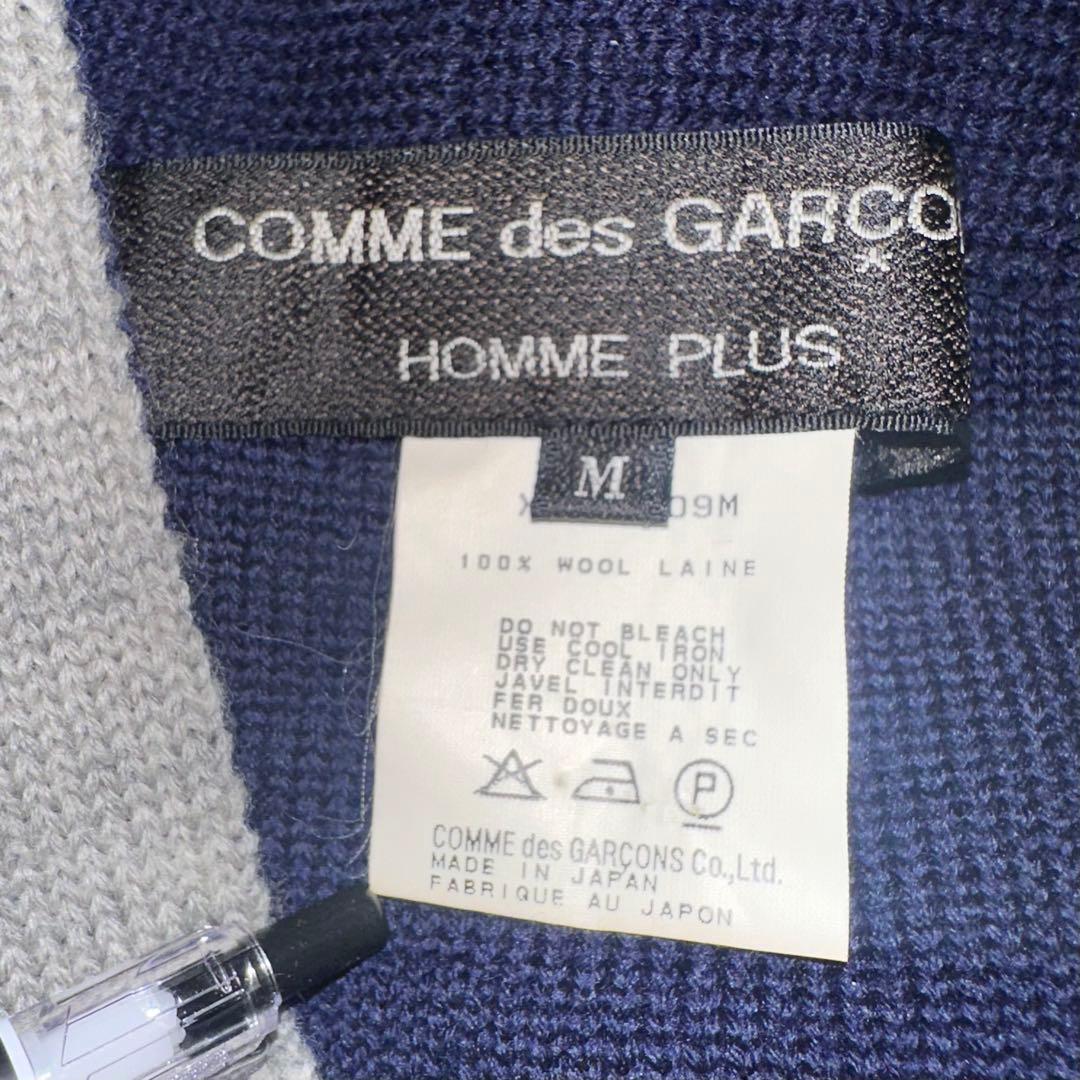 COMME des GARÇO
HOMME PLUS
M
09M
100% WOOL LAINE
DO NOT BLEACH
USE COOL IRON
DRY CLEAN ONLY
JAVEL INTERDIT
FER DOUX
NETTOYAGE A SEC
P
COMME des GARÇONS Co.,Ltd.
MADE IN JAPAN
FABRIQUE AU JAPON